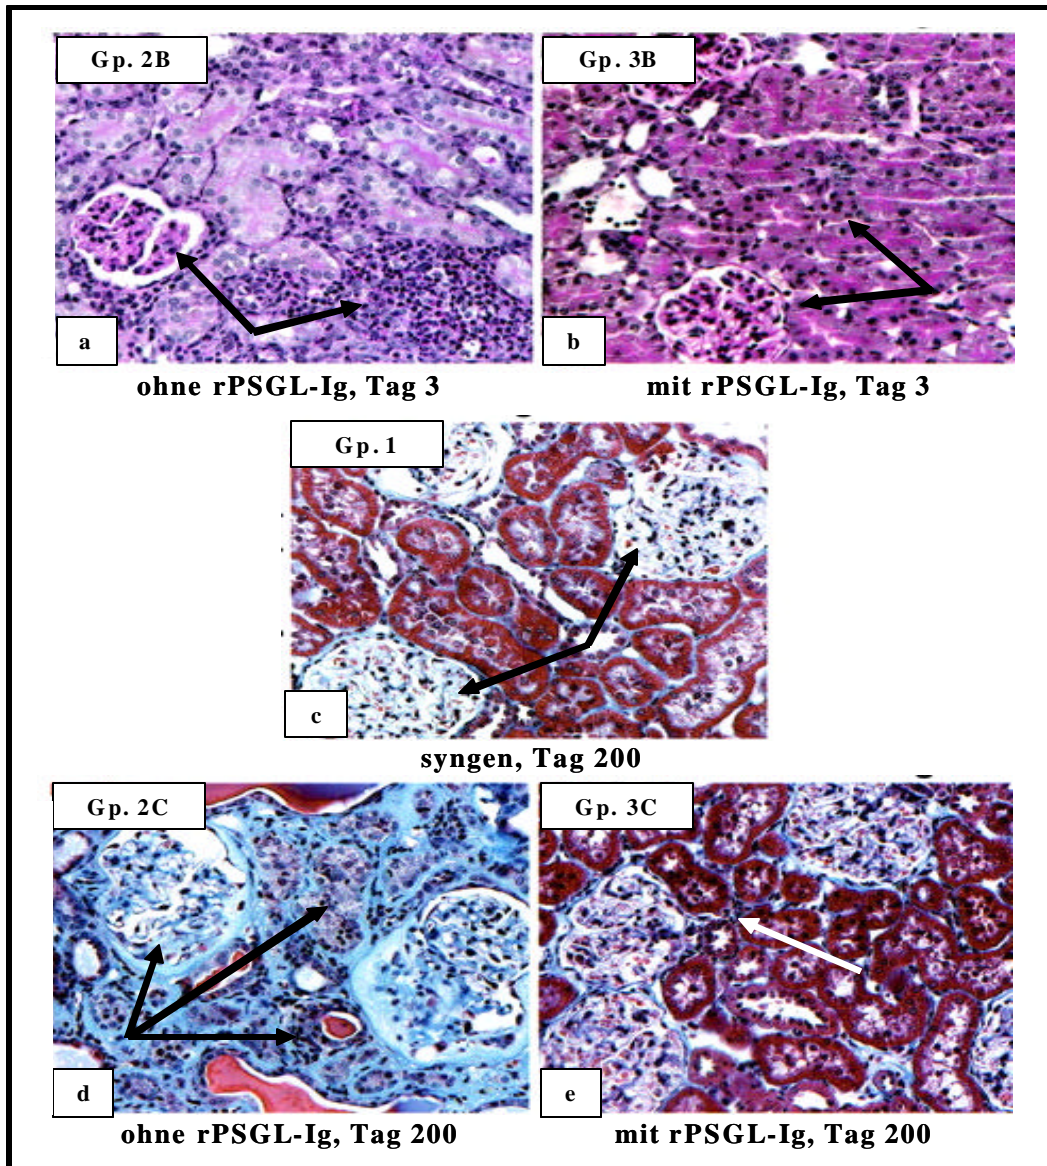 Gp. 2B
Gp. 3B
a
b
ohne rPSGL-Ig, Tag 3
mit rPSGL-Ig, Tag 3
Gp. 1
c
syngen, Tag 200
Gp. 2C
Gp. 3C
d
e
ohne rPSGL-Ig, Tag 200
mit rPSGL-Ig, Tag 200